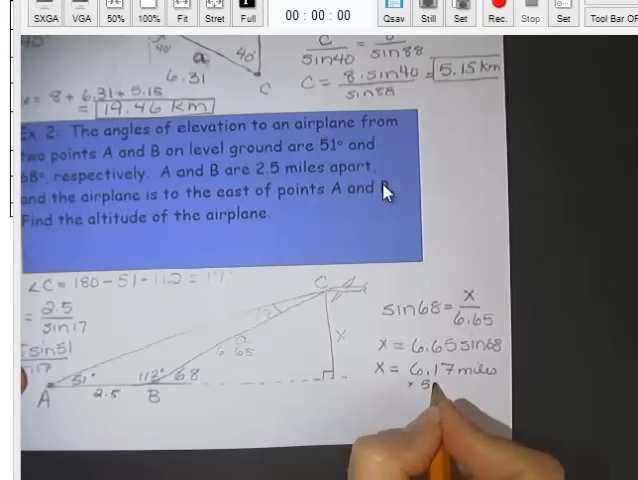 SXGA VGA 50% 100% Fit Stret Full 00 : 00 : 00 Qsav Still Set Rec. Stop Set Tool Bar
40°
40° a 40°
6.31
C
C/sin40 = /sin88
C = 8·sin40/sin88 = 5.15 km
= 8 + 6.31 + 5.15
= 19.46 km
Ex. 2: The angles of elevation to an airplane from
two points A and B on level ground are 51° and
68°, respectively. A and B are 2.5 miles apart,
and the airplane is to the east of points A and
Find the altitude of the airplane.
∠C = 180 - 51 - 112 = 17°
= 2.5/sin17
sin51
C
a
6.65
x
51° 112° 68
A 2.5 B
sin68 = x/6.65
x = 6.65 sin68
x = 6.17 miles
× 5